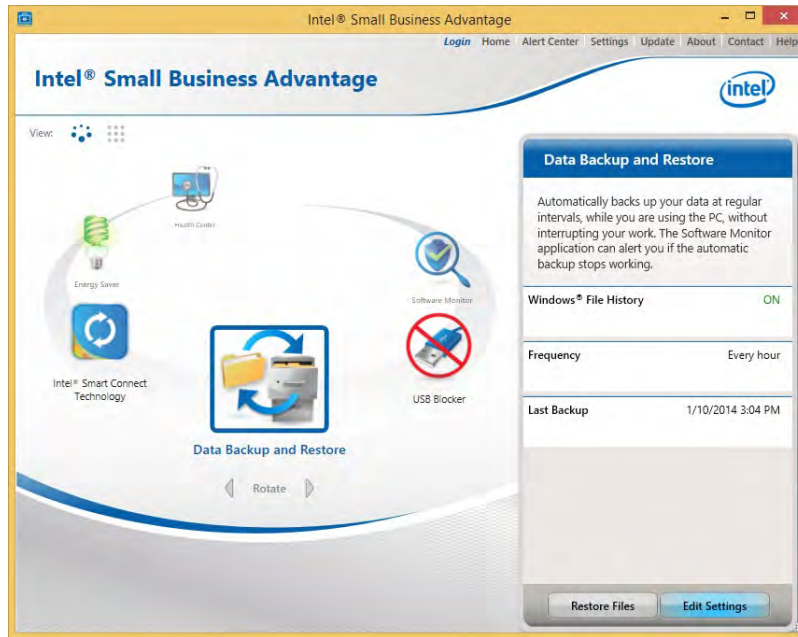 Intel® Small Business Advantage
Login Home Alert Center Settings Update About Contact Help
Intel® Small Business Advantage
intel
View:
Health Center
Energy Saver
Software Monitor
Intel® Smart Connect
Technology
USB Blocker
Data Backup and Restore
Rotate
Data Backup and Restore
Automatically backs up your data at regular
intervals, while you are using the PC, without
interrupting your work. The Software Monitor
application can alert you if the automatic
backup stops working.
Windows® File History ON
Frequency Every hour
Last Backup 1/10/2014 3:04 PM
Restore Files Edit Settings